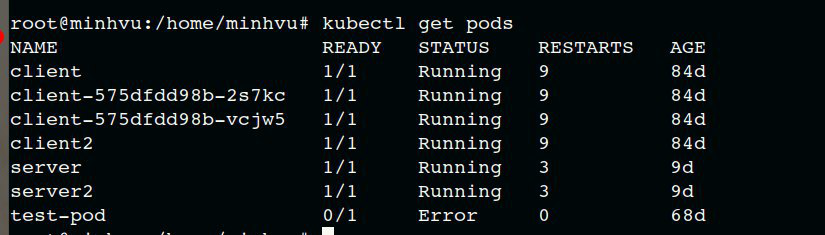 root@minhvu:/home/minhvu# kubectl get pods
NAME READY STATUS RESTARTS AGE
client 1/1 Running 9 84d
client-575dfdd98b-2s7kc 1/1 Running 9 84d
client-575dfdd98b-vcjw5 1/1 Running 9 84d
client2 1/1 Running 9 84d
server 1/1 Running 3 9d
server2 1/1 Running 3 9d
test-pod 0/1 Error 0 68d